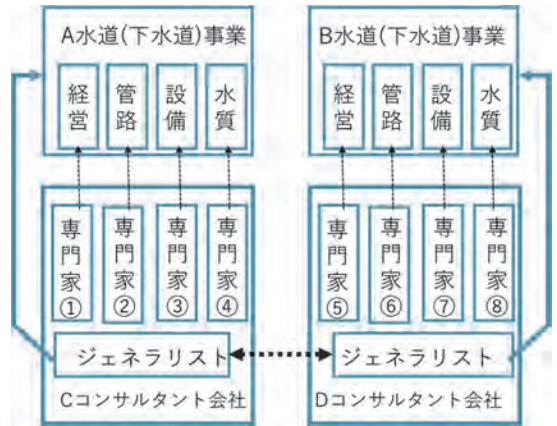 A水道(下水道)事業
経営
管路
設備
水質
B水道(下水道)事業
経営
管路
設備
水質
専門家①
専門家②
専門家③
専門家④
ジェネラリスト
Cコンサルタント会社
専門家⑤
専門家⑥
専門家⑦
専門家⑧
ジェネラリスト
Dコンサルタント会社